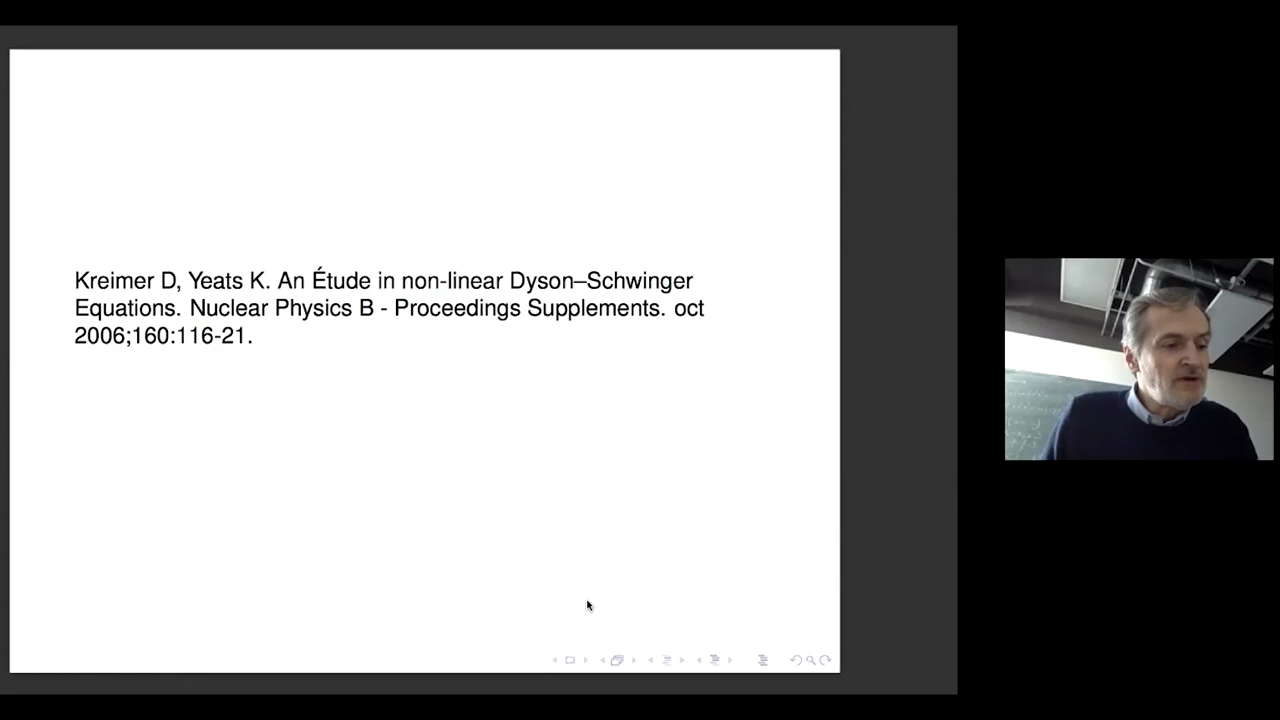 Kreimer D, Yeats K. An Étude in non-linear Dyson–Schwinger
Equations. Nuclear Physics B - Proceedings Supplements. oct
2006;160:116-21.